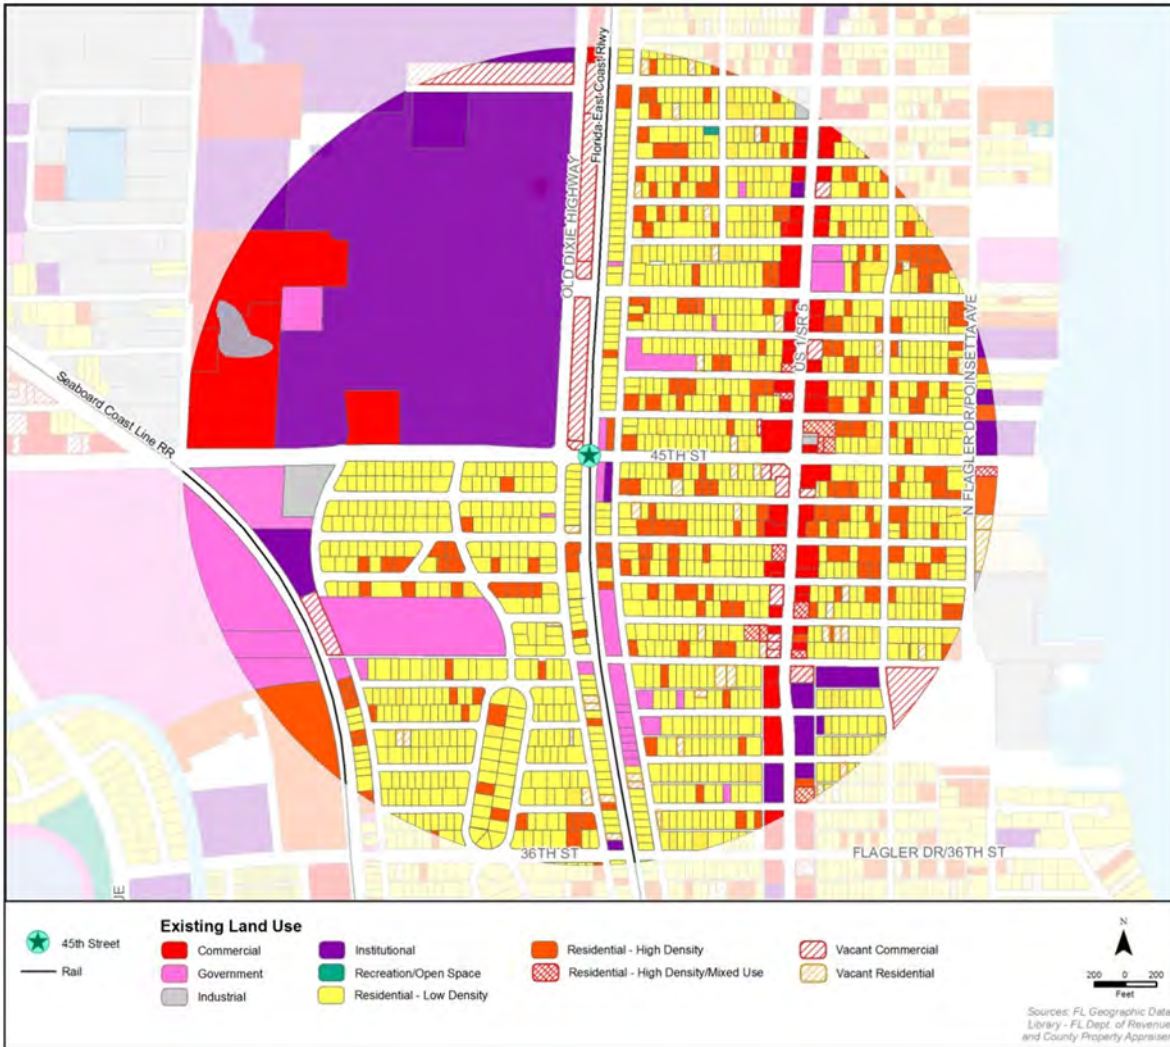 Florida East Coast Rlwy
OLD DIXIE HIGHWAY
US 1/SR 5
N FLAGLER DR/POINSETTA AVE
Seaboard Coast Line RR
45TH ST
36TH ST
FLAGLER DR/36TH ST
UE
45th Street
Rail
Existing Land Use
Commercial
Government
Industrial
Institutional
Recreation/Open Space
Residential - Low Density
Residential - High Density
Residential - High Density/Mixed Use
Vacant Commercial
Vacant Residential
N
200 0 200
Feet
Sources: FL Geographic Data
Library - FL Dept. of Revenue
and County Property Appraiser